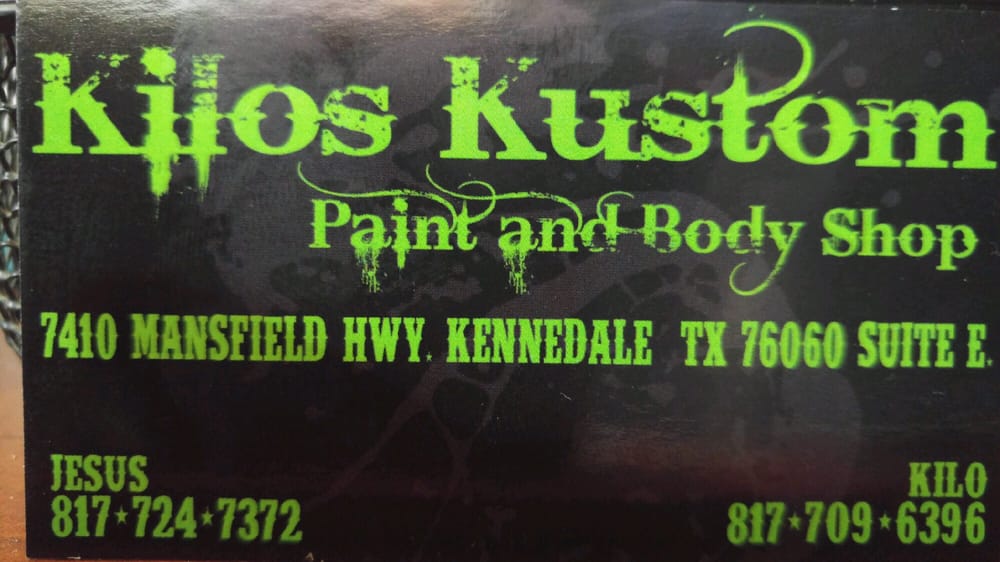 Kilos Kustom
Paint and Body Shop
7410 MANSFIELD HWY. KENNEDALE TX 76060 SUITE E.
JESUS
817★724★7372
KILO
817★709★6396